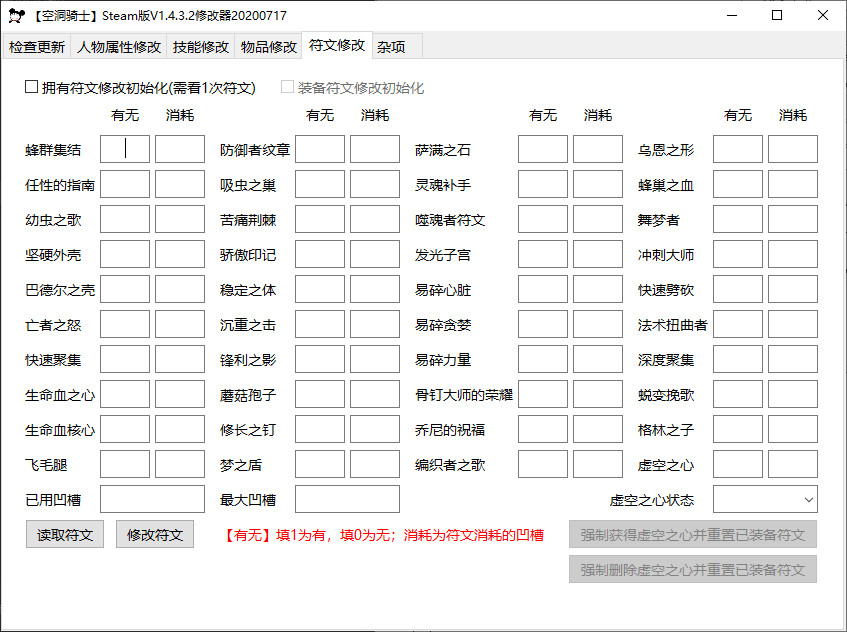 【空洞骑士】Steam版V1.4.3.2修改器20200717
检查更新 人物属性修改 技能修改 物品修改 符文修改 杂项
拥有符文修改初始化(需看1次符文) 装备符文修改初始化
有无 消耗 有无 消耗 有无 消耗 有无 消耗
蜂群集结 防御者纹章 萨满之石 乌恩之形
任性的指南 吸虫之巢 灵魂补手 蜂巢之血
幼虫之歌 苦痛荆棘 噬魂者符文 舞梦者
坚硬外壳 骄傲印记 发光子宫 冲刺大师
巴德尔之壳 稳定之体 易碎心脏 快速劈砍
亡者之怒 沉重之击 易碎贪婪 法术扭曲者
快速聚集 锋利之影 易碎力量 深度聚集
生命血之心 蘑菇孢子 骨钉大师的荣耀 蜕变挽歌
生命血核心 修长之钉 乔尼的祝福 格林之子
飞毛腿 梦之盾 编织者之歌 虚空之心
已用凹槽 最大凹槽 虚空之心状态
读取符文 修改符文 【有无】填1为有，填0为无；消耗为符文消耗的凹槽 强制获得虚空之心并重置已装备符文
强制删除虚空之心并重置已装备符文